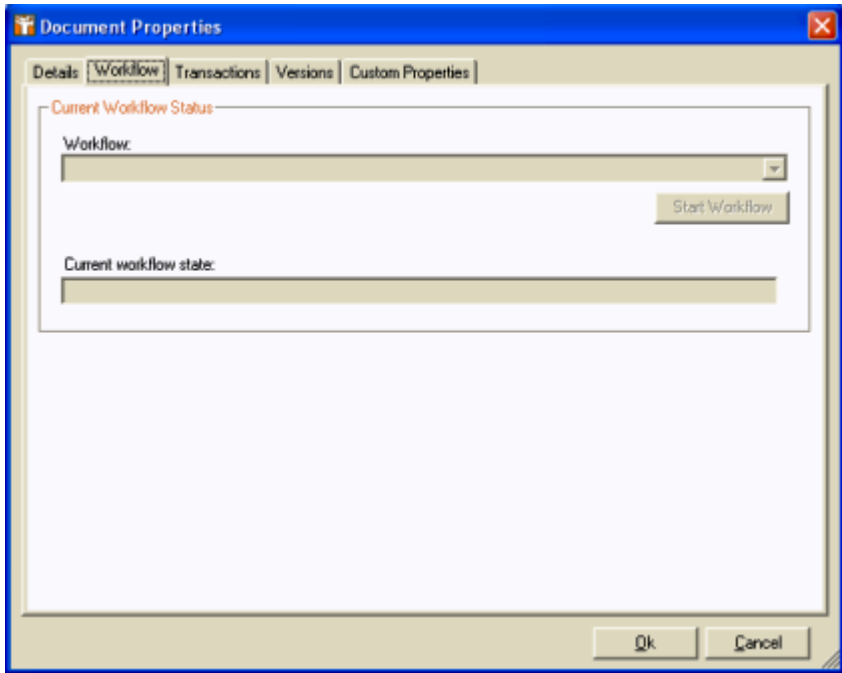 Document Properties
Details Workflow Transactions Versions Custom Properties
Current Workflow Status
Workflow:
Start Workflow
Current workflow state:
Ok Cancel